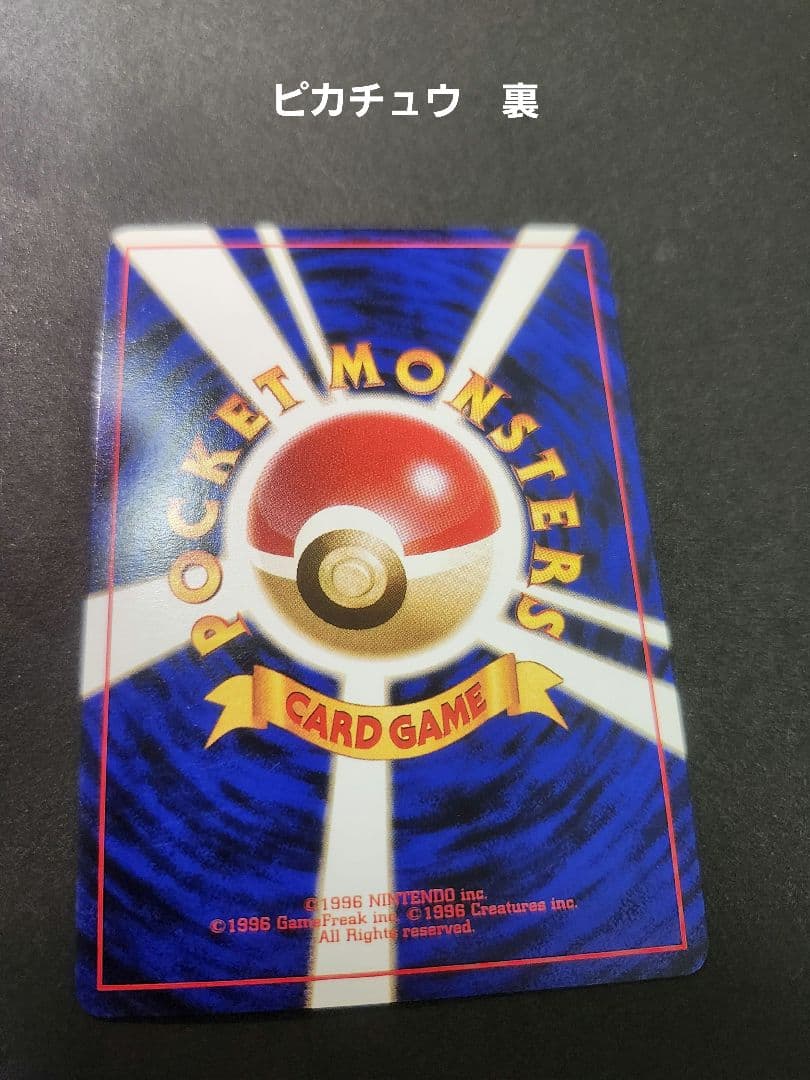 ピカチュウ　裏
POCKET MONSTERS
CARD GAME
©1996 NINTENDO inc.
©1996 GameFreak inc. ©1996 Creatures inc.
All Rights reserved.